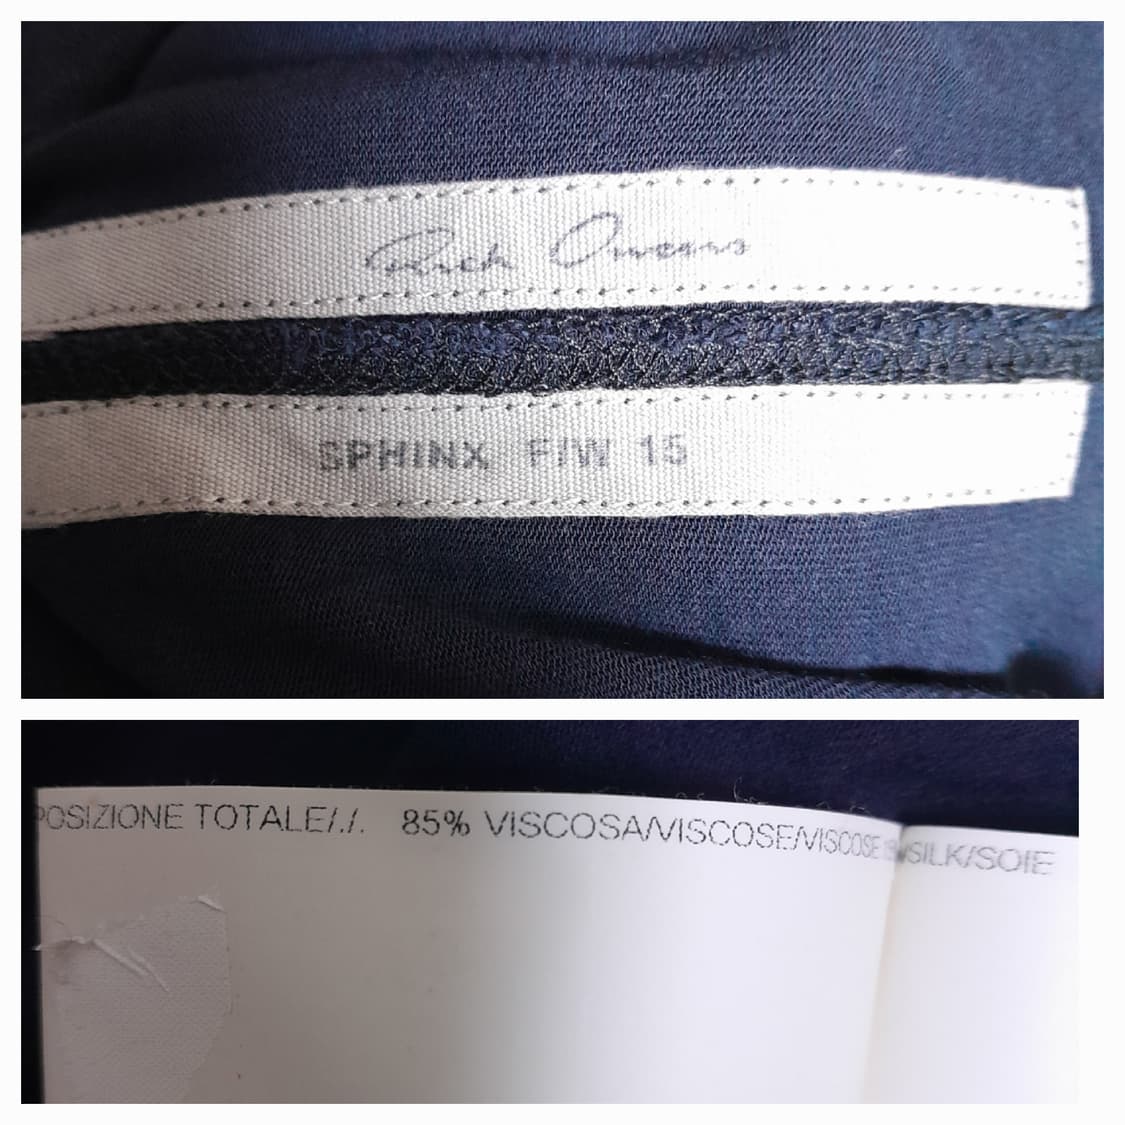 Rick Owens
SPHINX F/W 15
POSIZIONE TOTALE/./. 85% VISCOSA/VISCOSE/VISCOSE /SILK/SOIE